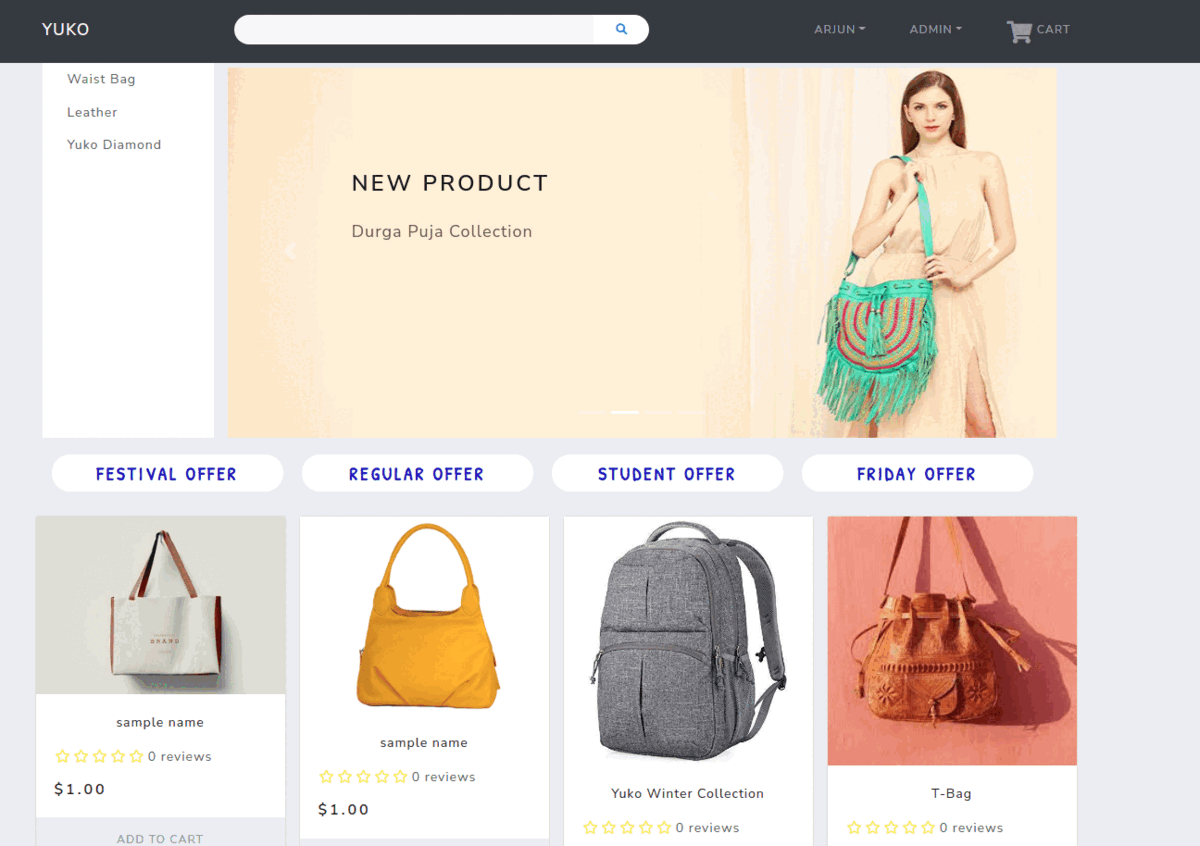 YUKO
ARJUN
ADMIN
CART
Waist Bag
Leather
Yuko Diamond
NEW PRODUCT
Durga Puja Collection
FESTIVAL OFFER
REGULAR OFFER
STUDENT OFFER
FRIDAY OFFER
BRAND
sample name
0 reviews
$1.00
ADD TO CART
sample name
0 reviews
$1.00
Yuko Winter Collection
0 reviews
T-Bag
0 reviews